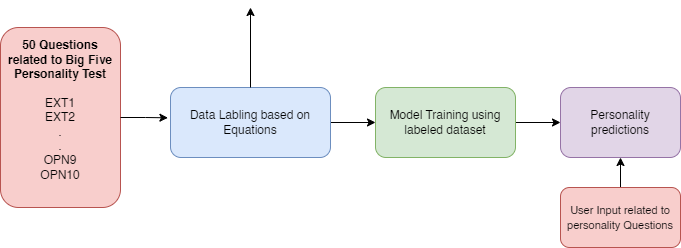 50 Questions
related to Big Five
Personality Test
EXT1
EXT2
.
.
OPN9
OPN10
Data Labling based on
Equations
Model Training using
labeled dataset
Personality
predictions
User Input related to
personality Questions